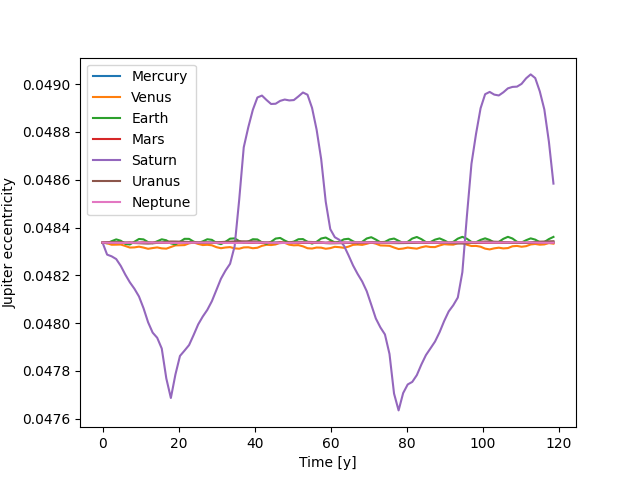 0.0490
0.0488
0.0486
0.0484
0.0482
0.0480
0.0478
0.0476
Jupiter eccentricity
Mercury
Venus
Earth
Mars
Saturn
Uranus
Neptune
0 20 40 60 80 100 120
Time [y]